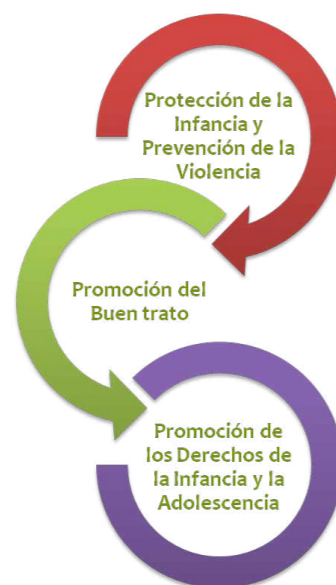 Protección de la
Infancia y
Prevención de la
Violencia
Promoción del
Buen trato
Promoción de
los Derechos de
la Infancia y la
Adolescencia